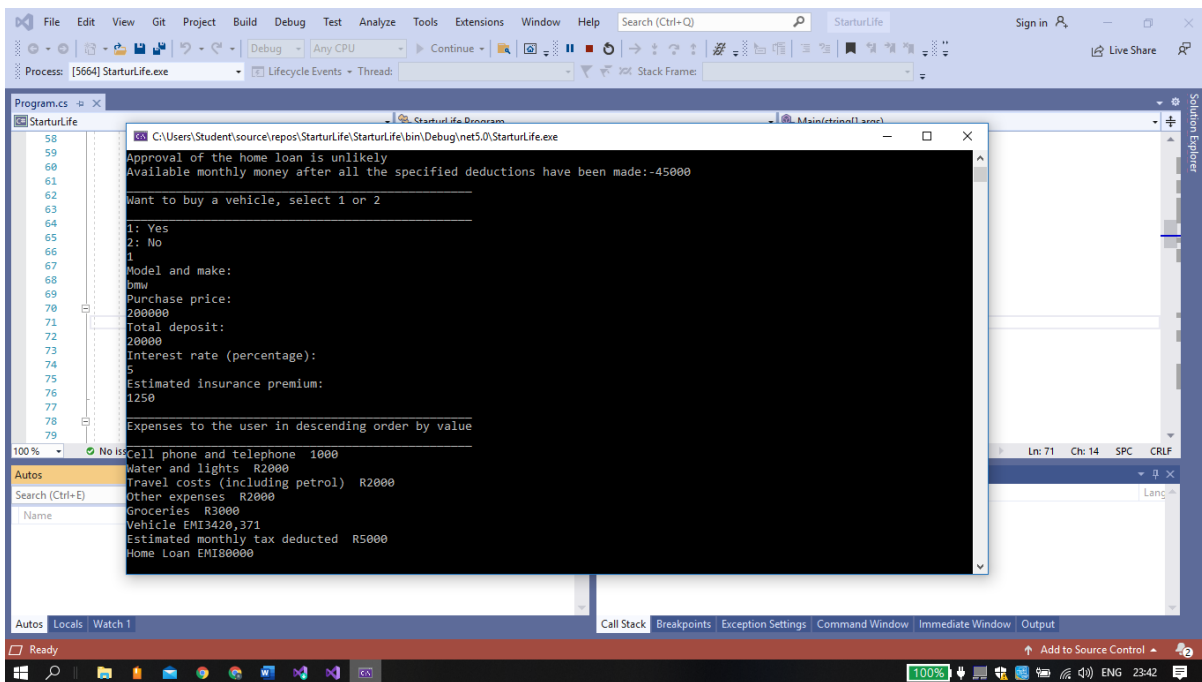 File Edit View Git Project Build Debug Test Analyze Tools Extensions Window Help Search (Ctrl+Q) StarturLife Sign in
Debug Any CPU Continue Live Share
Process: [5664] StarturLife.exe Lifecycle Events Thread: Stack Frame:
Program.cs
StarturLife StarturLife.Program Main(string[] args)
Solution Explorer
58
59
60
61
62
63
64
65
66
67
68
69
70
71
72
73
74
75
76
77
78
79
C:\Users\Student\source\repos\StarturLife\StarturLife\bin\Debug\net5.0\StarturLife.exe
Approval of the home loan is unlikely
Available monthly money after all the specified deductions have been made:-45000
Want to buy a vehicle, select 1 or 2
1: Yes
2: No
1
Model and make:
bmw
Purchase price:
200000
Total deposit:
20000
Interest rate (percentage):
5
Estimated insurance premium:
1250
Expenses to the user in descending order by value
Cell phone and telephone 1000
Water and lights R2000
Travel costs (including petrol) R2000
Other expenses R2000
Groceries R3000
Vehicle EMI3420,371
Estimated monthly tax deducted R5000
Home Loan EMI80000
100 % No iss Ln: 71 Ch: 14 SPC CRLF
Autos
Search (Ctrl+E) Lang
Name
Autos Locals Watch 1 Call Stack Breakpoints Exception Settings Command Window Immediate Window Output
Ready Add to Source Control 2
100% ENG 23:42